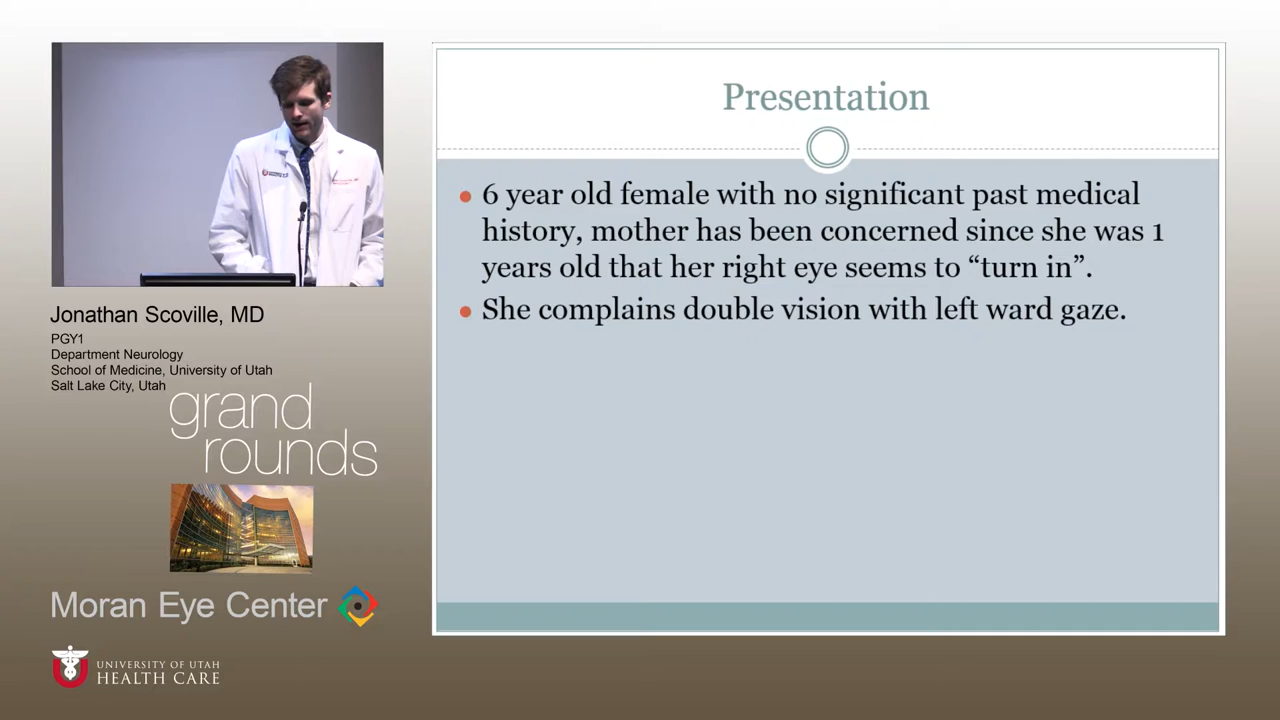 Presentation
6 year old female with no significant past medical
history, mother has been concerned since she was 1
years old that her right eye seems to “turn in”.
She complains double vision with left ward gaze.
Jonathan Scoville, MD
PGY1
Department Neurology
School of Medicine, University of Utah
Salt Lake City, Utah
grand
rounds
Moran Eye Center
UNIVERSITY OF UTAH
HEALTH CARE